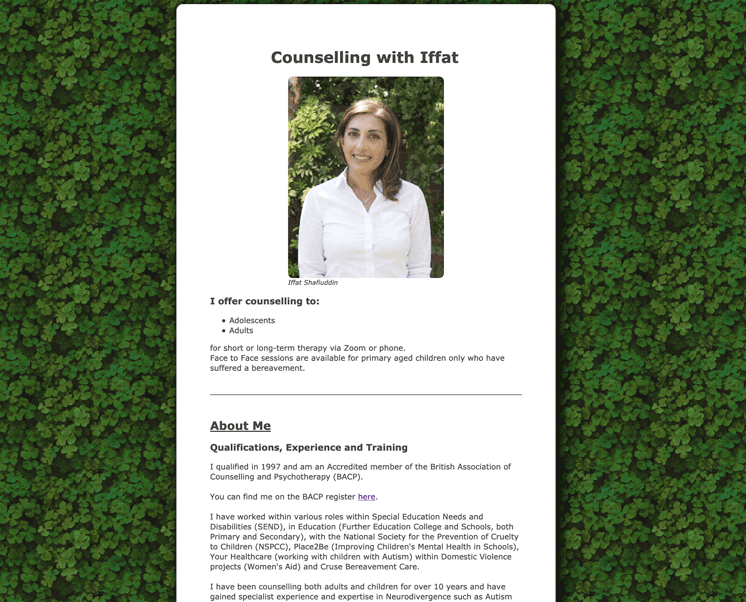 Counselling with Iffat
Iffat Shafiuddin
I offer counselling to:
Adolescents
Adults
for short or long-term therapy via Zoom or phone.
Face to Face sessions are available for primary aged children only who have
suffered a bereavement.
About Me
Qualifications, Experience and Training
I qualified in 1997 and am an Accredited member of the British Association of
Counselling and Psychotherapy (BACP).
You can find me on the BACP register here.
I have worked within various roles within Special Education Needs and
Disabilities (SEND), in Education (Further Education College and Schools, both
Primary and Secondary), with the National Society for the Prevention of Cruelty
to Children (NSPCC), Place2Be (Improving Children's Mental Health in Schools),
Your Healthcare (working with children with Autism) within Domestic Violence
projects (Women's Aid) and Cruse Bereavement Care.
I have been counselling both adults and children for over 10 years and have
gained specialist experience and expertise in Neurodivergence such as Autism